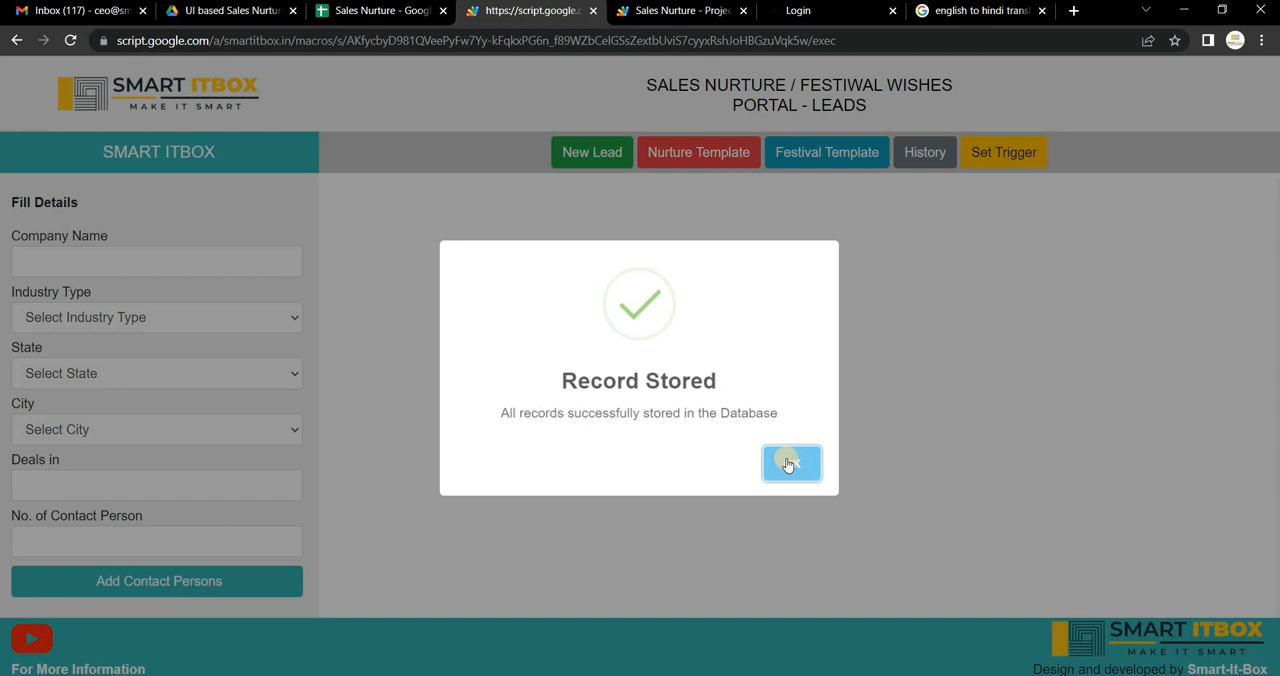 Inbox (117) - ceo@sm
UI based Sales Nurtur
Sales Nurture - Googl
https://script.google.c
Sales Nurture - Projec
Login
english to hindi transl
script.google.com/a/smartitbox.in/macros/s/
SMART ITBOX
MAKE IT SMART
SALES NURTURE / FESTIWAL WISHES
PORTAL - LEADS
SMART ITBOX
New Lead
Nurture Template
Festival Template
History
Set Trigger
Fill Details
Company Name
Industry Type
Select Industry Type
State
Select State
City
Select City
Deals in
No. of Contact Person
Add Contact Persons
Record Stored
All records successfully stored in the Database
For More Information
SMART ITBOX
MAKE IT SMART
Design and developed by Smart-It-Box